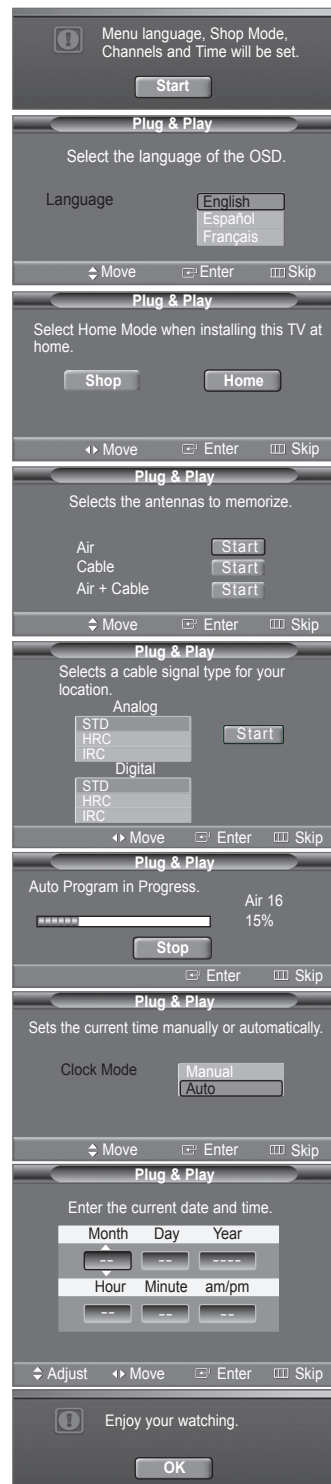 Menu language, Shop Mode,
Channels and Time will be set.
Start
Plug & Play
Select the language of the OSD.
Language
English
Español
Français
Move Enter Skip
Plug & Play
Select Home Mode when installing this TV at
home.
Shop Home
Move Enter Skip
Plug & Play
Selects the antennas to memorize.
Air Start
Cable Start
Air + Cable Start
Move Enter Skip
Plug & Play
Selects a cable signal type for your
location.
Analog
STD
HRC
IRC
Start
Digital
STD
HRC
IRC
Move Enter Skip
Plug & Play
Auto Program in Progress.
Air 16
15%
Stop
Enter Skip
Plug & Play
Sets the current time manually or automatically.
Clock Mode
Manual
Auto
Move Enter Skip
Plug & Play
Enter the current date and time.
Month Day Year
-- -- ----
Hour Minute am/pm
-- -- --
Adjust Move Enter Skip
Enjoy your watching.
OK